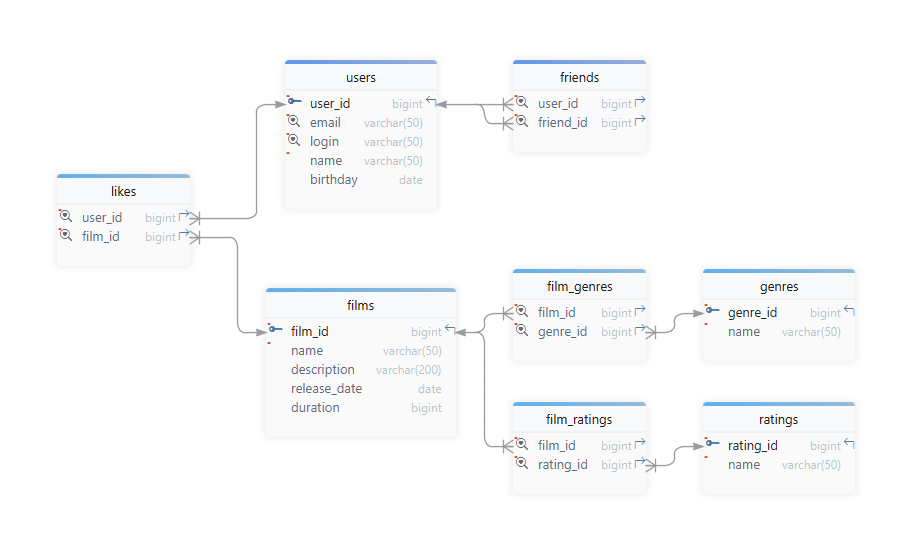 users
user_id bigint
email varchar(50)
login varchar(50)
name varchar(50)
birthday date
friends
user_id bigint
friend_id bigint
likes
user_id bigint
film_id bigint
films
film_id bigint
name varchar(50)
description varchar(200)
release_date date
duration bigint
film_genres
film_id bigint
genre_id bigint
genres
genre_id bigint
name varchar(50)
film_ratings
film_id bigint
rating_id bigint
ratings
rating_id bigint
name varchar(50)